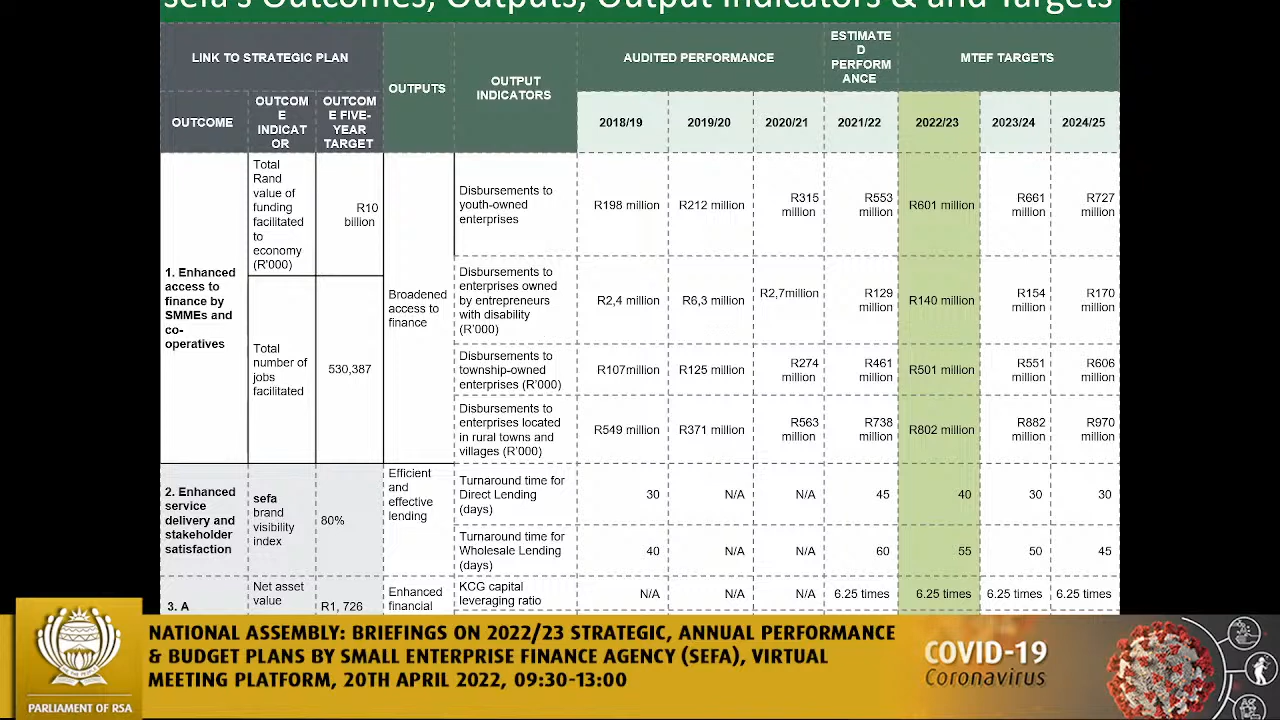 sefa's Outcomes, Outputs, Output Indicators & and Targets
LINK TO STRATEGIC PLAN
OUTPUTS
OUTPUT
INDICATORS
AUDITED PERFORMANCE
ESTIMATE
D
PERFORM
ANCE
MTEF TARGETS
OUTCOME
OUTCOM
E
INDICAT
OR
OUTCOM
E FIVE-
YEAR
TARGET
2018/19
2019/20
2020/21
2021/22
2022/23
2023/24
2024/25
1. Enhanced
access to
finance by
SMMEs and
co-
operatives
Total
Rand
value of
funding
facilitated
to
economy
(R'000)
R10
billion
Broadened
access to
finance
Disbursements to
youth-owned
enterprises
R198 million
R212 million
R315
million
R553
million
R601 million
R661
million
R727
million
Disbursements to
enterprises owned
by entrepreneurs
with disability
(R'000)
R2,4 million
R6,3 million
R2,7million
R129
million
R140 million
R154
million
R170
million
Total
number of
jobs
facilitated
530,387
Disbursements to
township-owned
enterprises (R'000)
R107million
R125 million
R274
million
R461
million
R501 million
R551
million
R606
million
Disbursements to
enterprises located
in rural towns and
villages (R'000)
R549 million
R371 million
R563
million
R738
million
R802 million
R882
million
R970
million
2. Enhanced
service
delivery and
stakeholder
satisfaction
sefa
brand
visibility
index
80%
Efficient
and
effective
lending
Turnaround time for
Direct Lending
(days)
30
N/A
N/A
45
40
30
30
Turnaround time for
Wholesale Lending
(days)
40
N/A
N/A
60
55
50
45
3. A
Net asset
value
R1, 726
Enhanced
financial
KCG capital
leveraging ratio
N/A
N/A
N/A
6.25 times
6.25 times
6.25 times
6.25 times
PARLIAMENT OF RSA
NATIONAL ASSEMBLY: BRIEFINGS ON 2022/23 STRATEGIC, ANNUAL PERFORMANCE
& BUDGET PLANS BY SMALL ENTERPRISE FINANCE AGENCY (SEFA), VIRTUAL
MEETING PLATFORM, 20TH APRIL 2022, 09:30-13:00
COVID-19
Coronavirus